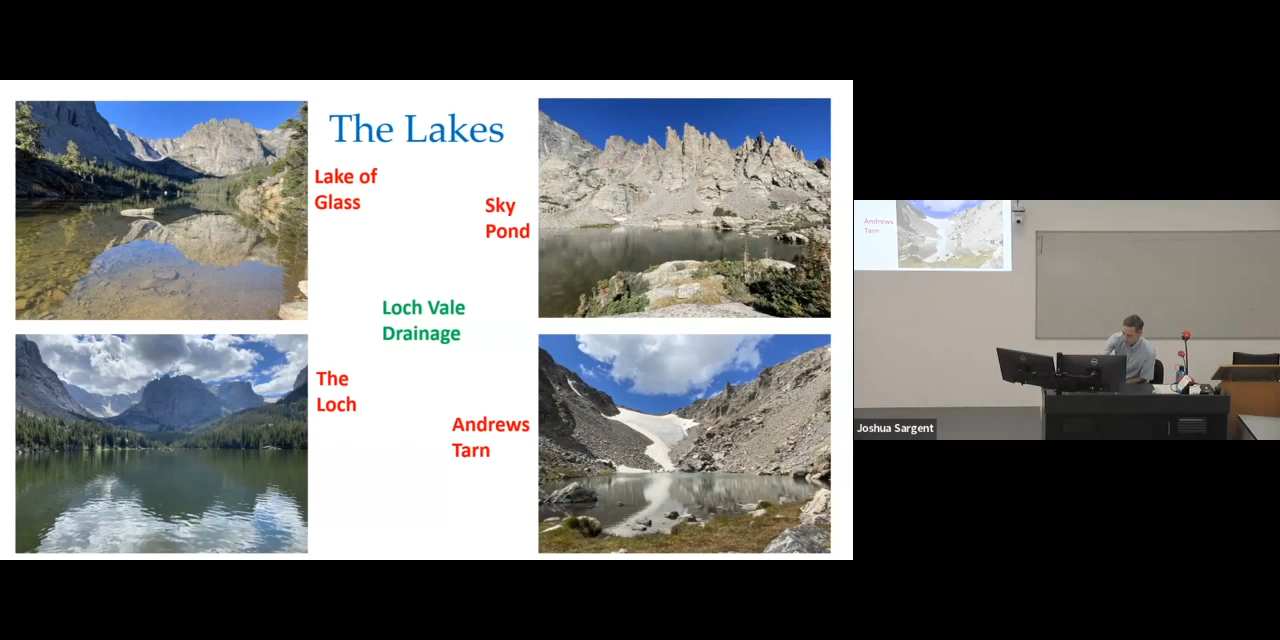 The Lakes
Lake of
Glass
Sky
Pond
Loch Vale
Drainage
The
Loch
Andrews
Tarn
Andrews
Tarn
Joshua Sargent